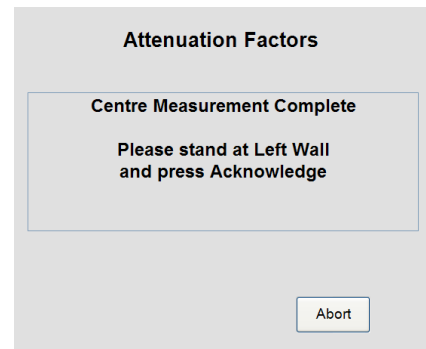 Attenuation Factors
Centre Measurement Complete
Please stand at Left Wall
and press Acknowledge
Abort